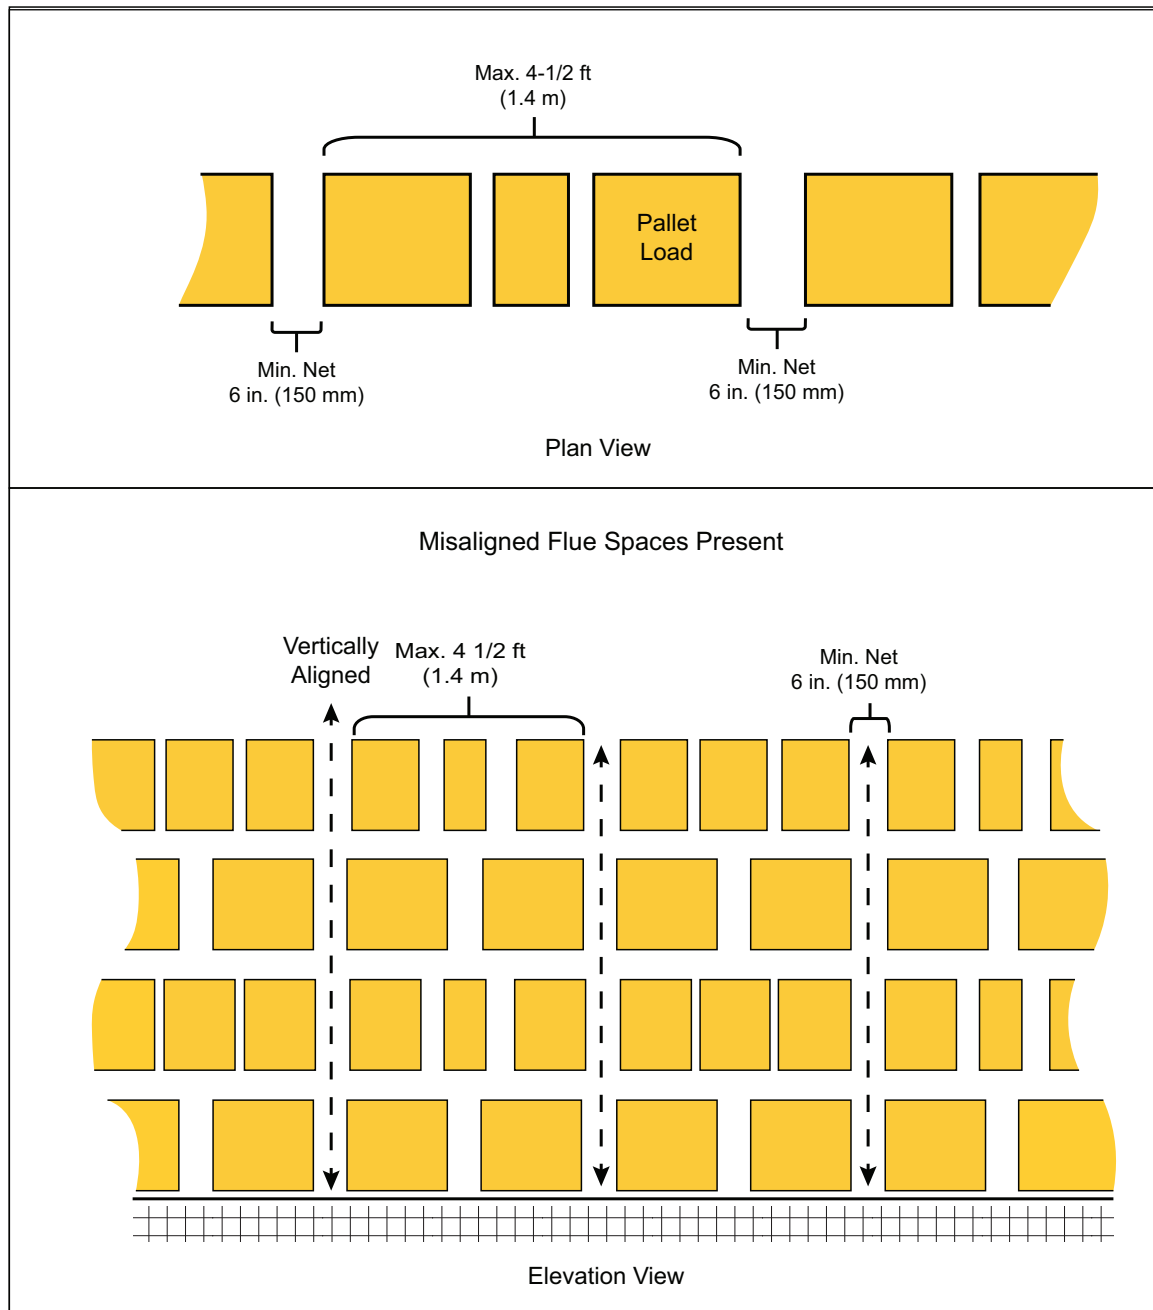 Max. 4-1/2 ft
(1.4 m)
Pallet
Load
Min. Net
6 in. (150 mm)
Min. Net
6 in. (150 mm)
Plan View
Misaligned Flue Spaces Present
Vertically
Aligned
Max. 4 1/2 ft
(1.4 m)
Min. Net
6 in. (150 mm)
Elevation View